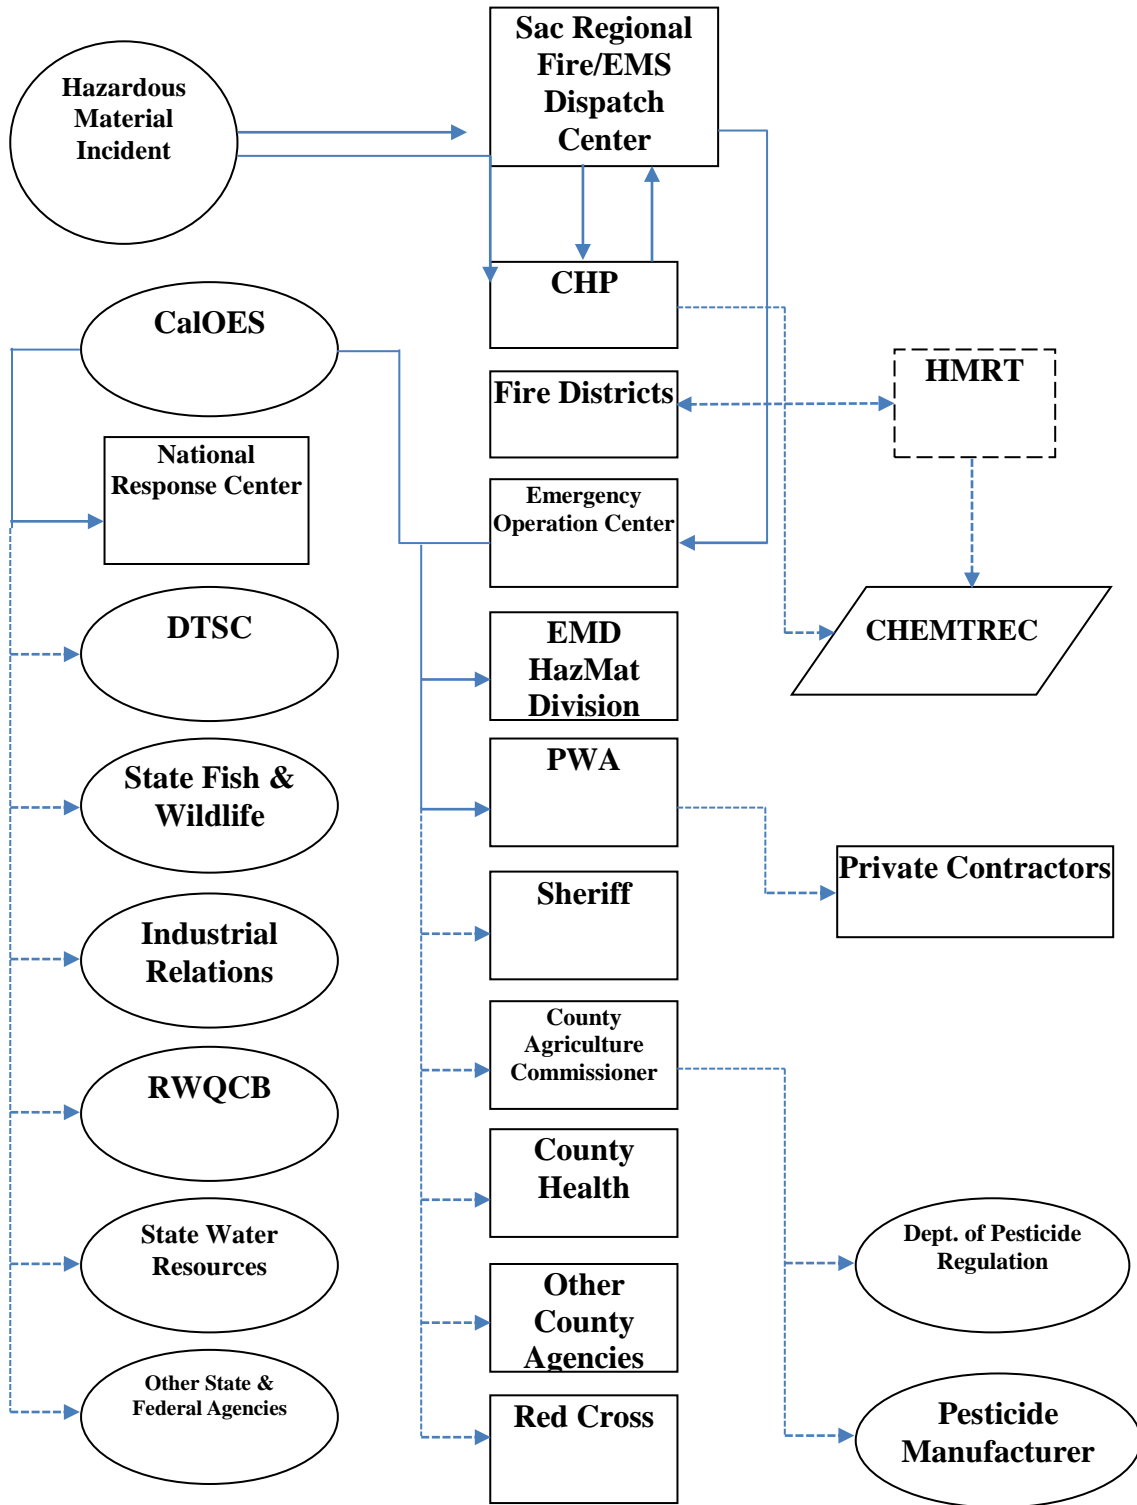 Sac Regional
Fire/EMS
Dispatch
Center
Hazardous
Material
Incident
CHP
CalOES
HMRT
Fire Districts
National
Response Center
Emergency
Operation Center
DTSC
EMD
HazMat
Division
CHEMTREC
State Fish &
Wildlife
PWA
Private Contractors
Sheriff
Industrial
Relations
County
Agriculture
Commissioner
RWQCB
County
Health
State Water
Resources
Dept. of Pesticide
Regulation
Other
County
Agencies
Other State &
Federal Agencies
Red Cross
Pesticide
Manufacturer